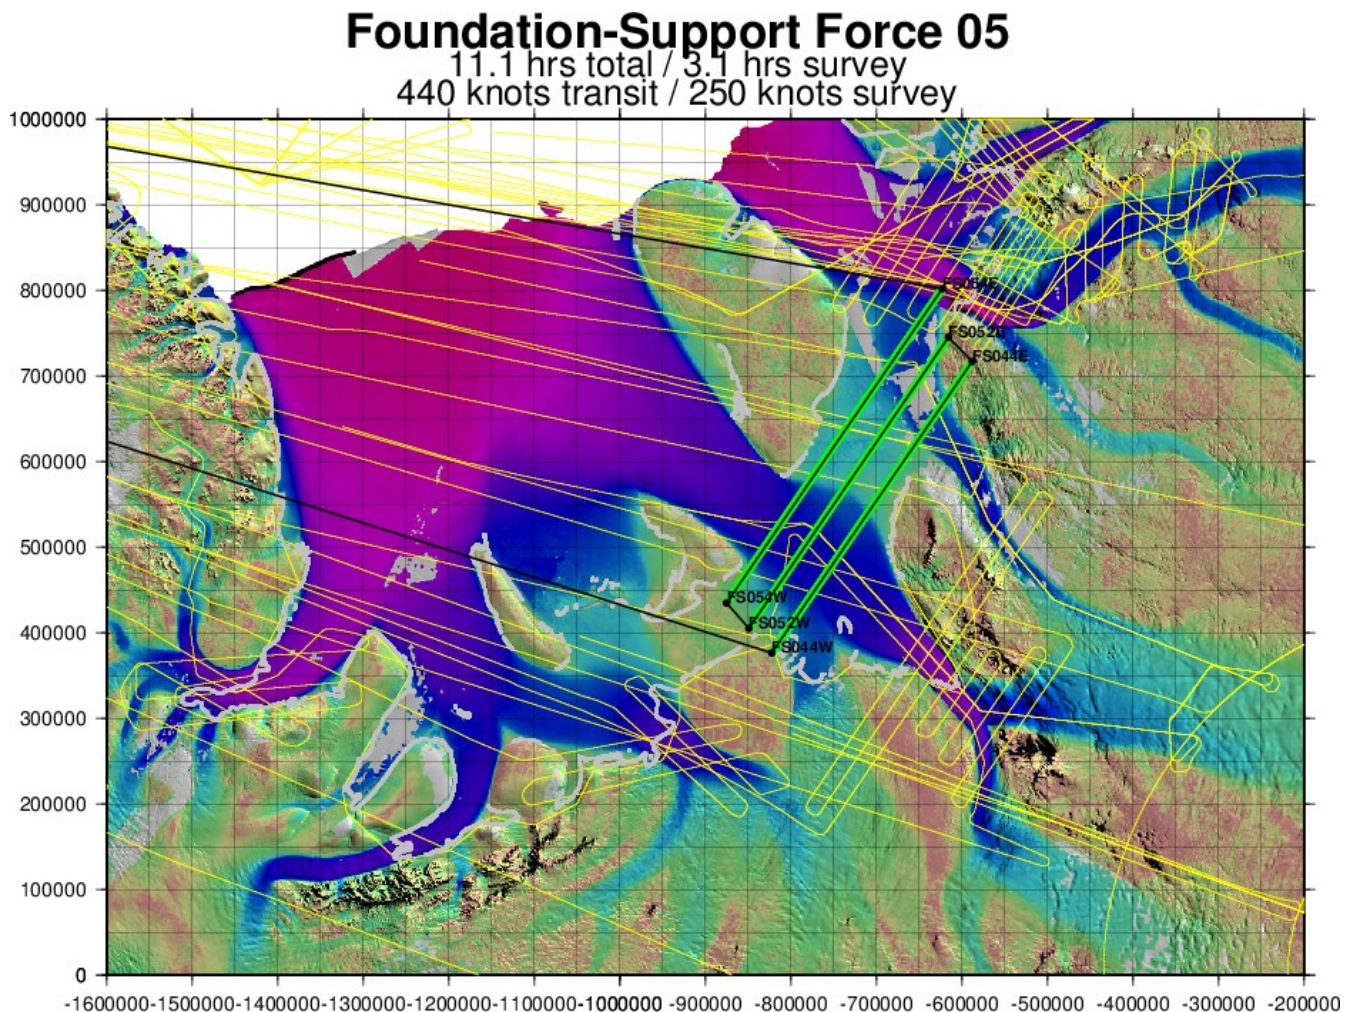 Foundation-Support Force 05
11.1 hrs total / 3.1 hrs survey
440 knots transit / 250 knots survey
1000000
900000
800000
700000
600000
500000
400000
300000
200000
100000
0
FS052E
FS044E
FS054W
FS052W
FS044W
-1600000 -1500000 -1400000 -1300000 -1200000 -1100000 -1000000 -900000 -800000 -700000 -600000 -500000 -400000 -300000 -200000